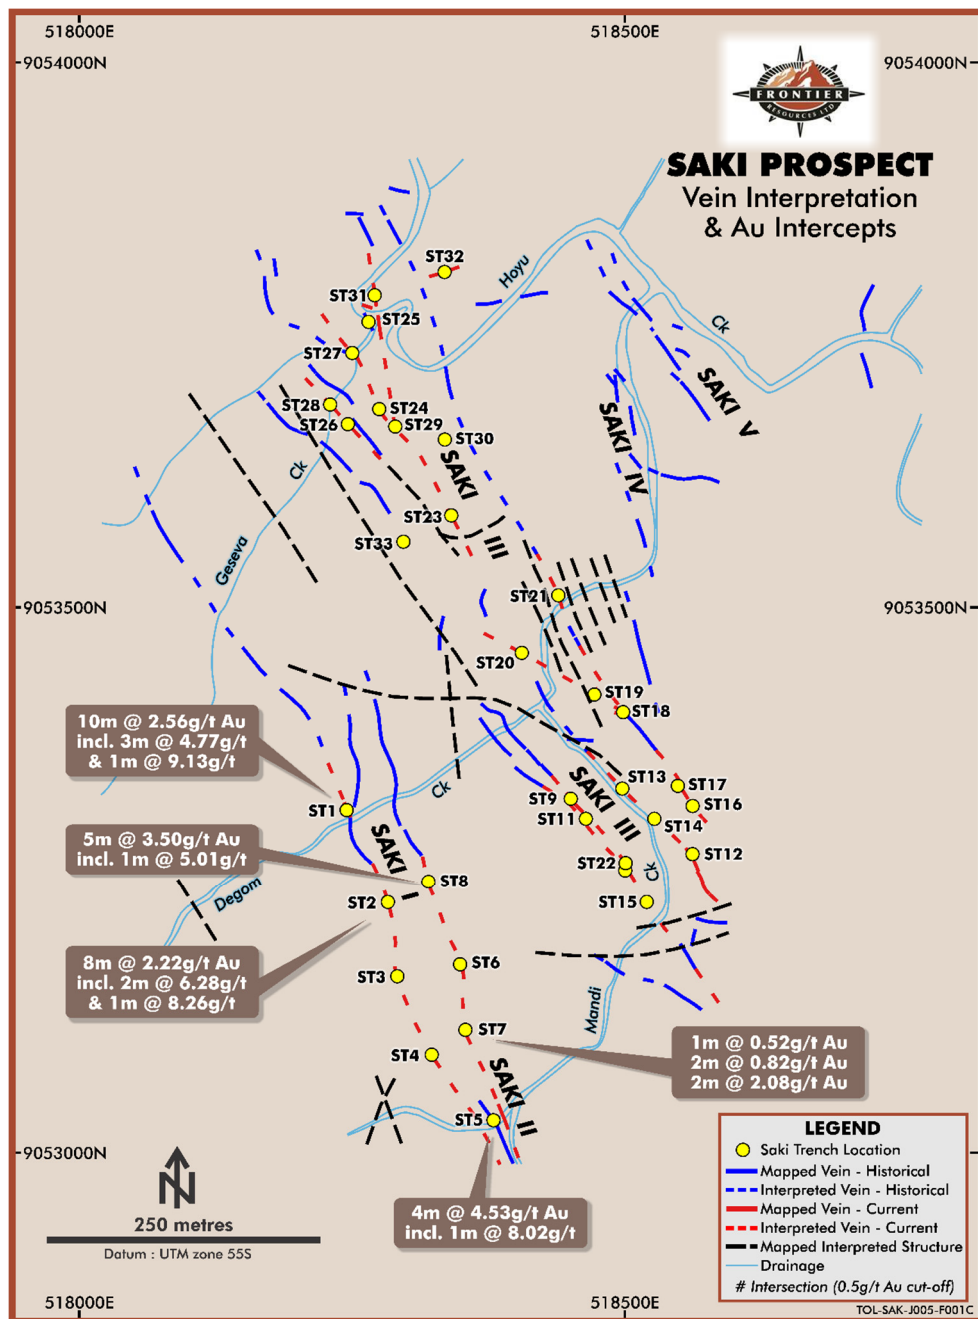 518000E
518500E
9054000N
9054000N
FRONTIER
RESOURCES LTD
SAKI PROSPECT
Vein Interpretation
& Au Intercepts
ST32
Hoyu
ST31
ST25
Ck
ST27
SAKI V
ST28
ST24
ST26
ST29
ST30
SAKI IV
SAKI III
Ck
ST23
ST33
Geseva
ST21
9053500N
9053500N
ST20
ST19
ST18
10m @ 2.56g/t Au
incl. 3m @ 4.77g/t
& 1m @ 9.13g/t
Ck
ST13
ST17
ST9
SAKI III
ST16
ST1
ST11
ST14
5m @ 3.50g/t Au
incl. 1m @ 5.01g/t
SAKI I
ST12
ST8
ST22
Ck
Degom
ST2
ST15
8m @ 2.22g/t Au
incl. 2m @ 6.28g/t
& 1m @ 8.26g/t
ST6
ST3
Mandi
ST7
1m @ 0.52g/t Au
2m @ 0.82g/t Au
2m @ 2.08g/t Au
ST4
SAKI II
ST5
9053000N
N
250 metres
Datum : UTM zone 55S
4m @ 4.53g/t Au
incl. 1m @ 8.02g/t
LEGEND
Saki Trench Location
Mapped Vein - Historical
Interpreted Vein - Historical
Mapped Vein - Current
Interpreted Vein - Current
Mapped Interpreted Structure
Drainage
# Intersection (0.5g/t Au cut-off)
TOL-SAK-J005-F001C
518000E
518500E